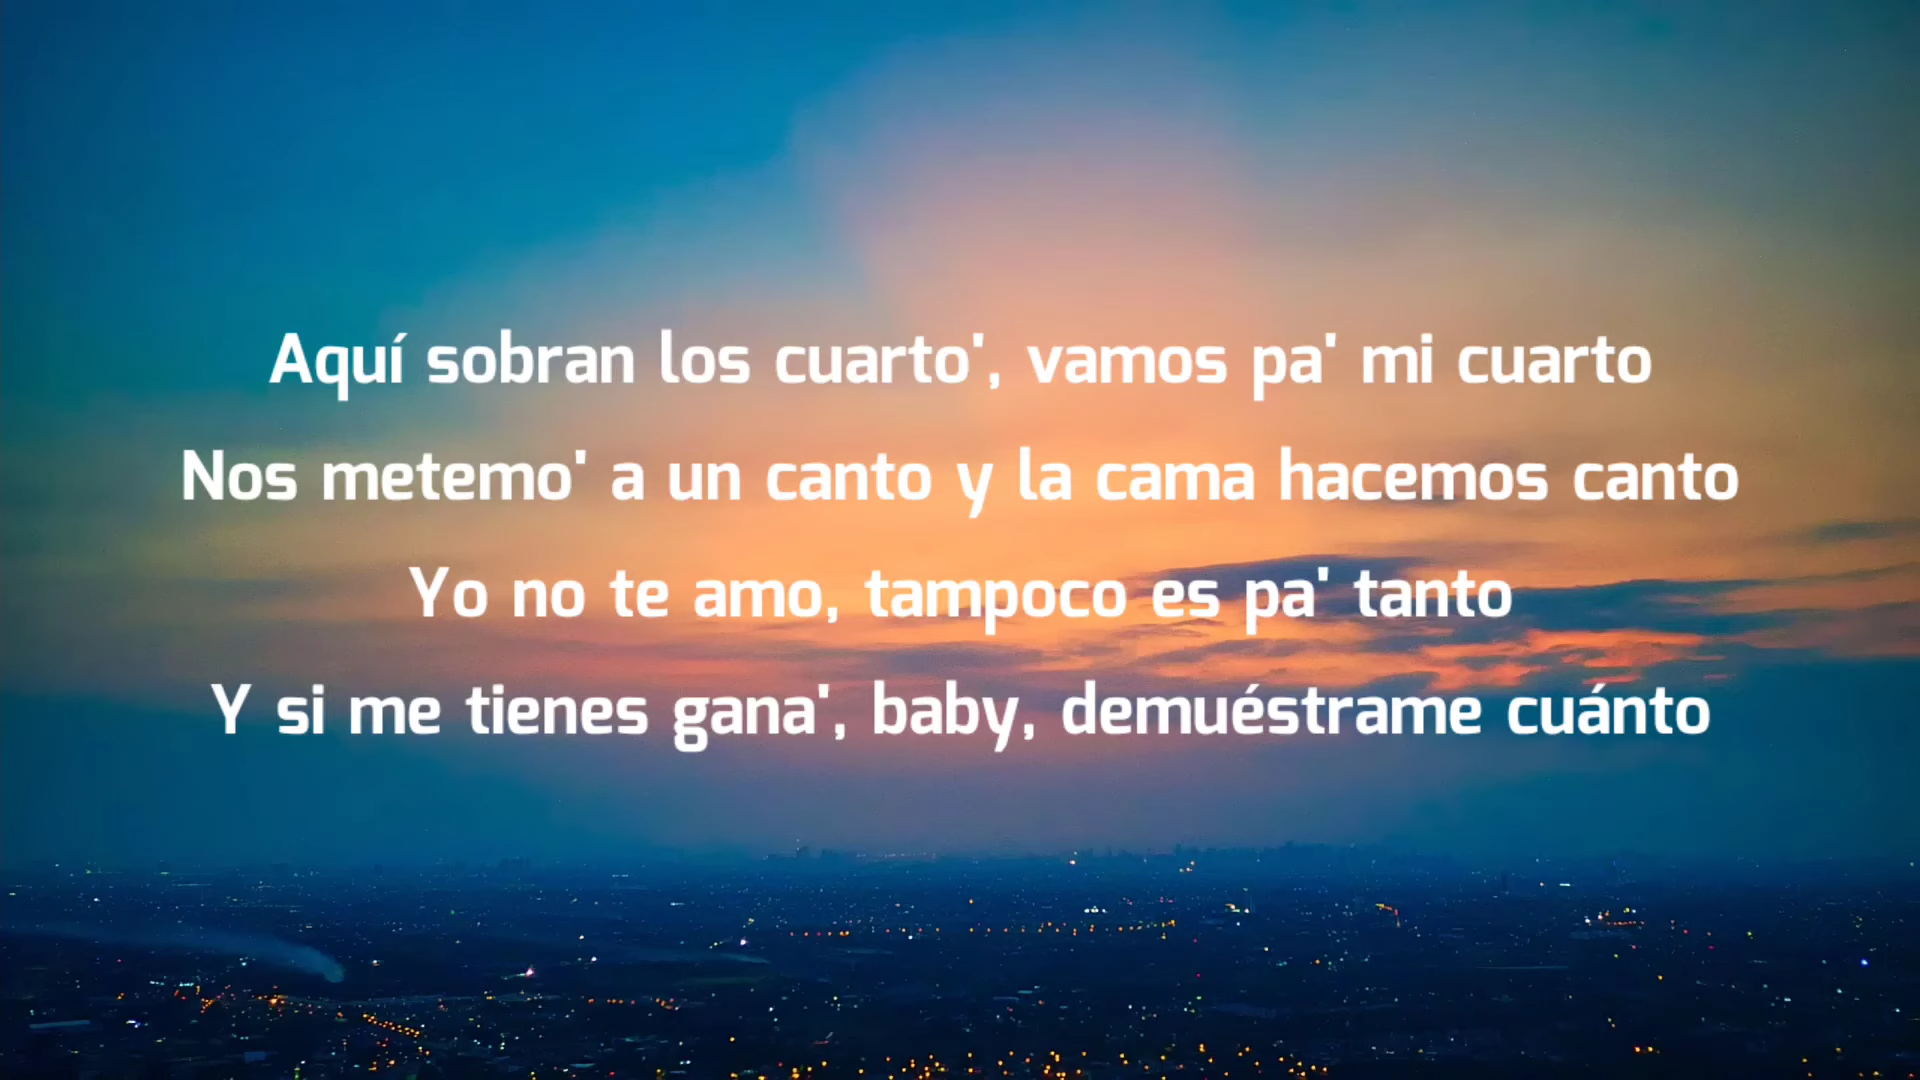 Aquí sobran los cuarto', vamos pa' mi cuarto
Nos metemo' a un canto y la cama hacemos canto
Yo no te amo, tampoco es pa' tanto
Y si me tienes gana', baby, demuéstrame cuánto